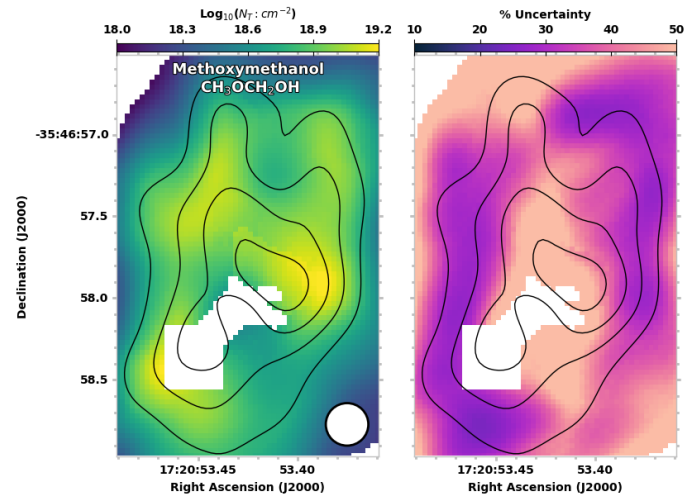 Log₁₀(N_T : cm⁻²)
18.0 18.3 18.6 18.9 19.2
Methoxymethanol
CH₃OCH₂OH
-35:46:57.0
57.5
58.0
58.5
Declination (J2000)
17:20:53.45 53.40
Right Ascension (J2000)
% Uncertainty
10 20 30 40 50
17:20:53.45 53.40
Right Ascension (J2000)